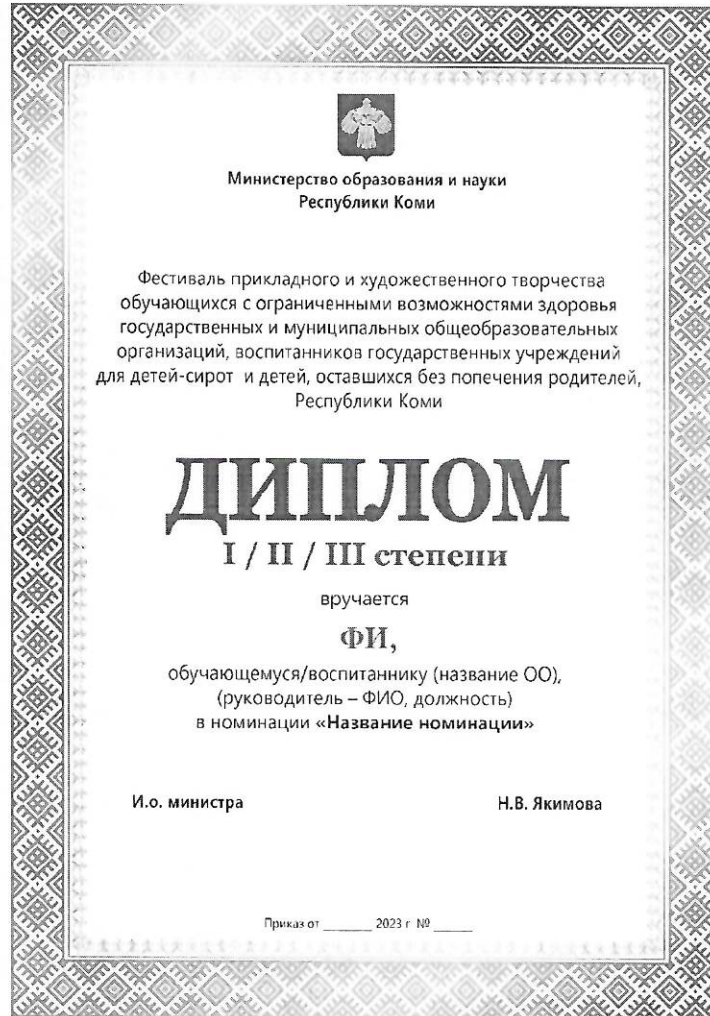 Министерство образования и науки
Республики Коми
Фестиваль прикладного и художественного творчества
обучающихся с ограниченными возможностями здоровья
государственных и муниципальных общеобразовательных
организаций, воспитанников государственных учреждений
для детей-сирот и детей, оставшихся без попечения родителей,
Республики Коми
ДИПЛОМ
I / II / III степени
вручается
ФИ,
обучающемуся/воспитаннику (название ОО),
(руководитель – ФИО, должность)
в номинации «Название номинации»
И.о. министра Н.В. Якимова
Приказ от _______ 2023 г № _____